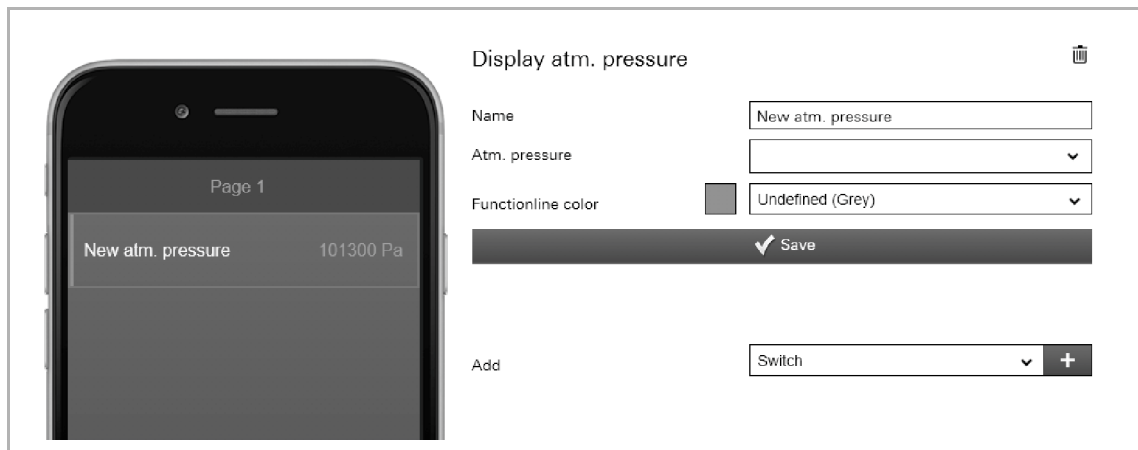 Page 1
New atm. pressure 101300 Pa
Display atm. pressure
Name New atm. pressure
Atm. pressure
Functionline color Undefined (Grey)
Save
Add Switch +